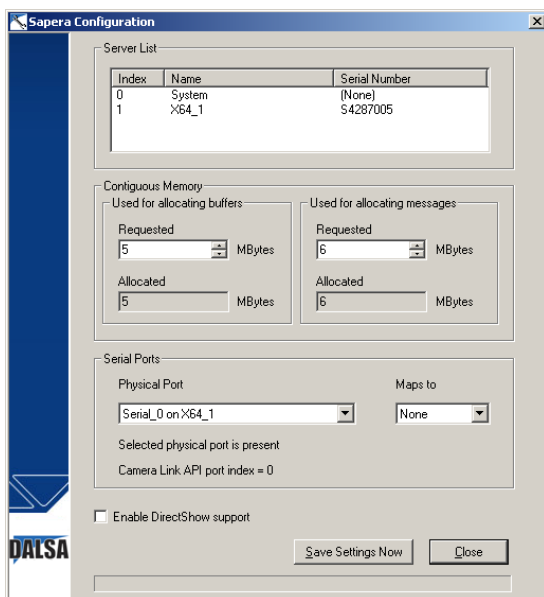 Sapera Configuration
Server List
Index Name Serial Number
0 System (None)
1 X64_1 S4287005
Contiguous Memory
Used for allocating buffers
Requested
5 MBytes
Allocated
5 MBytes
Used for allocating messages
Requested
6 MBytes
Allocated
6 MBytes
Serial Ports
Physical Port Maps to
Serial_0 on X64_1 None
Selected physical port is present
Camera Link API port index = 0
Enable DirectShow support
DALSA
Save Settings Now Close